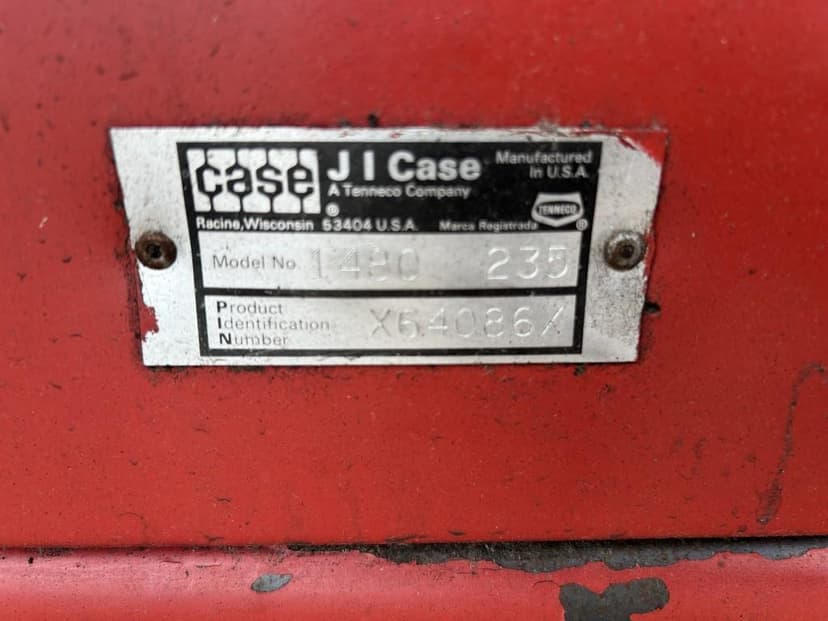 case
J I Case
A Tenneco Company
Manufactured
In U.S.A.
TENNECO
®
®
Racine, Wisconsin 53404 U.S.A.
Marca Registrada
Model No.
235
Product
Identification
Number
X64086X